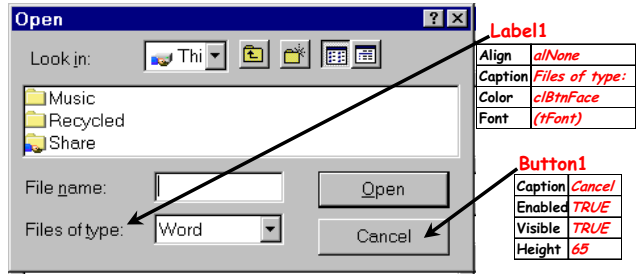 Open
Look in: Thi
Music
Recycled
Share
File name: Open
Files of type: Word Cancel
Label1
Align alNone
Caption Files of type:
Color clBtnFace
Font (tFont)
Button1
Caption Cancel
Enabled TRUE
Visible TRUE
Height 65